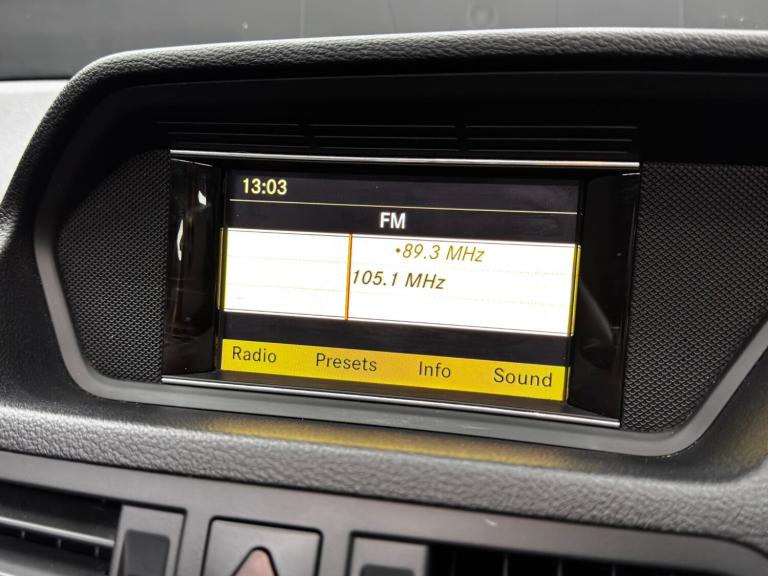 13:03
FM
•89.3 MHz
105.1 MHz
Radio Presets Info Sound